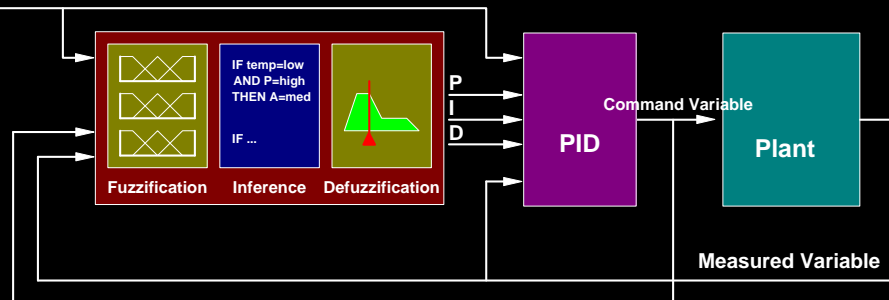 IF temp=low
AND P=high
THEN A=med
IF ...
Fuzzification
Inference
Defuzzification
P
I
D
PID
Command Variable
Plant
Measured Variable